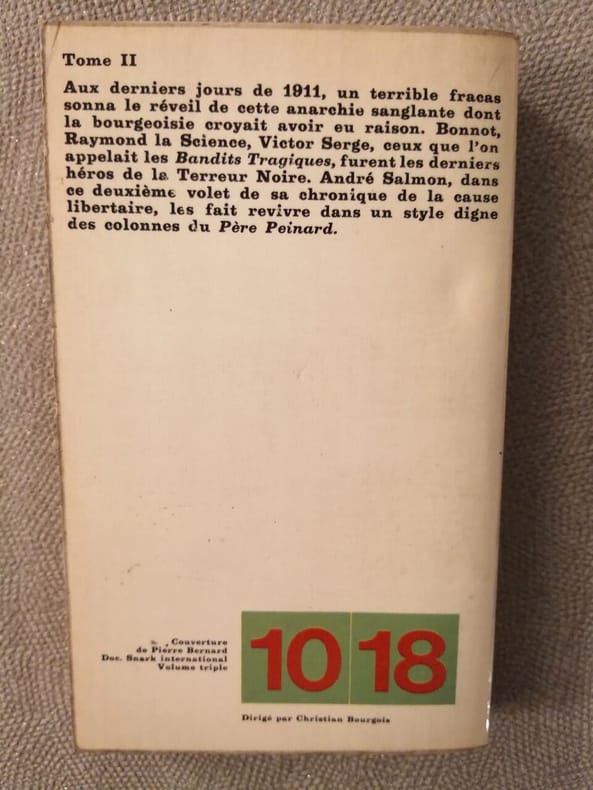 Tome II
Aux derniers jours de 1911, un terrible fracas
sonna le réveil de cette anarchie sanglante dont
la bourgeoisie croyait avoir eu raison. Bonnot,
Raymond la Science, Victor Serge, ceux que l'on
appelait les Bandits Tragiques, furent les derniers
héros de la Terreur Noire. André Salmon, dans
ce deuxième volet de sa chronique de la cause
libertaire, les fait revivre dans un style digne
des colonnes du Père Peinard.
Couverture
de Pierre Bernard
Doc. Snark international
Volume triple
10 18
Dirigé par Christian Bourgois